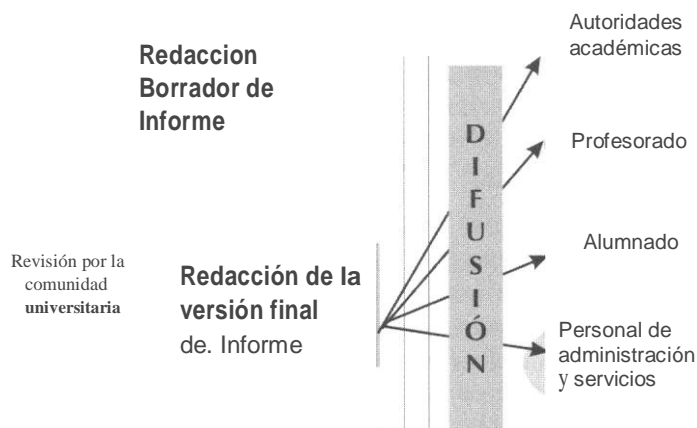 Redaccion
Borrador de
Informe
Revisión por la
comunidad
universitaria
Redacción de la
versión final
de. Informe
DIFUSIÓN
Autoridades
académicas
Profesorado
Alumnado
Personal de
administración
y servicios